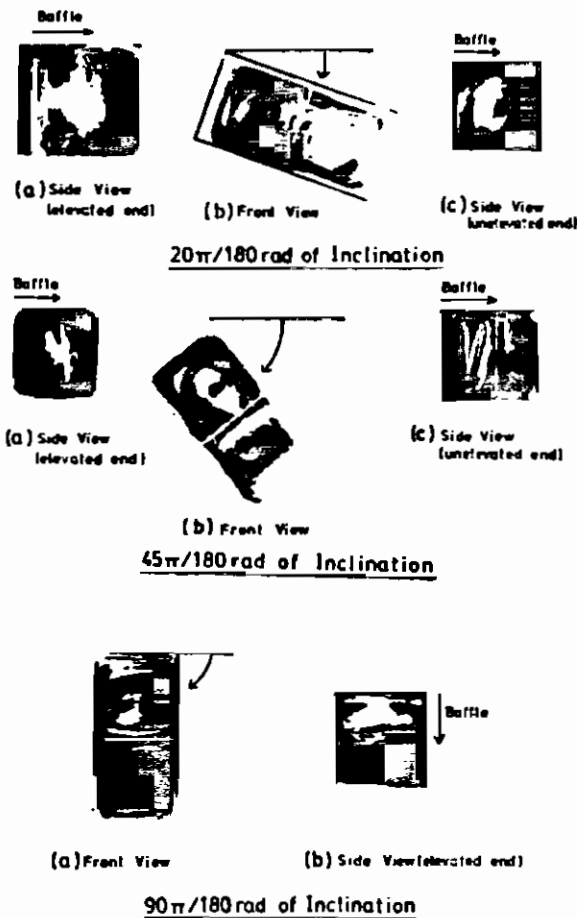 Baffle
Baffle
(a) Side View
(elevated end)
(b) Front View
(c) Side View
(unelevated end)
20π/180 rad of Inclination
Baffle
Baffle
(a) Side View
(elevated end)
(b) Front View
(c) Side View
(unelevated end)
45π/180 rad of Inclination
Baffle
(a) Front View
(b) Side View (elevated end)
90π/180 rad of Inclination